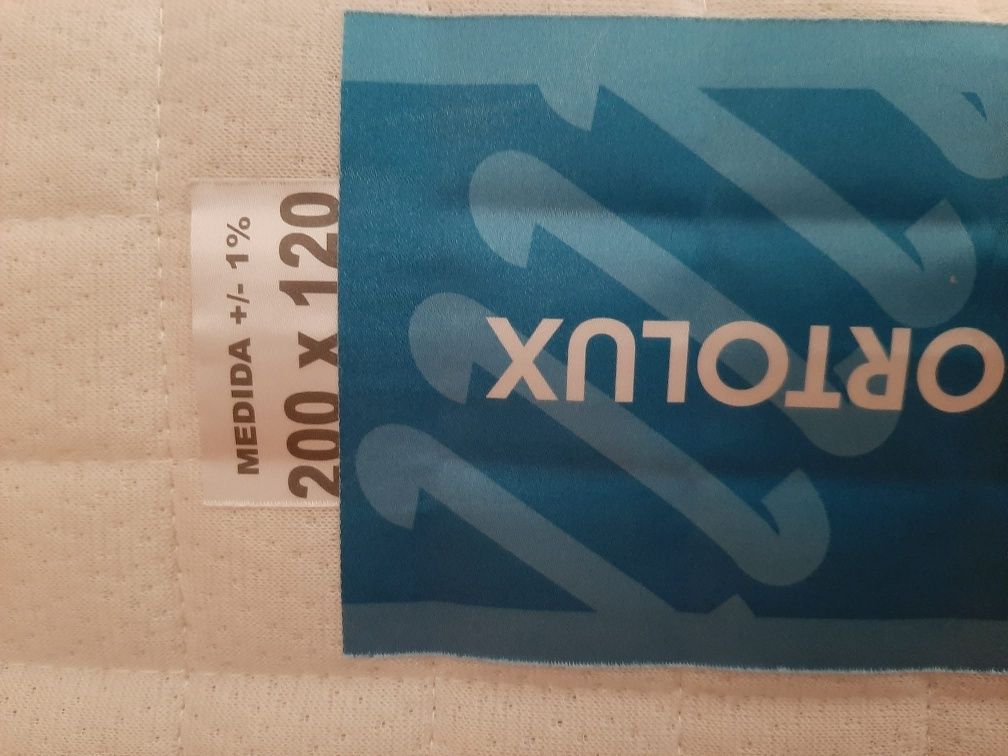 MEDIDA +/- 1%
200 x 120
ORTOLUX